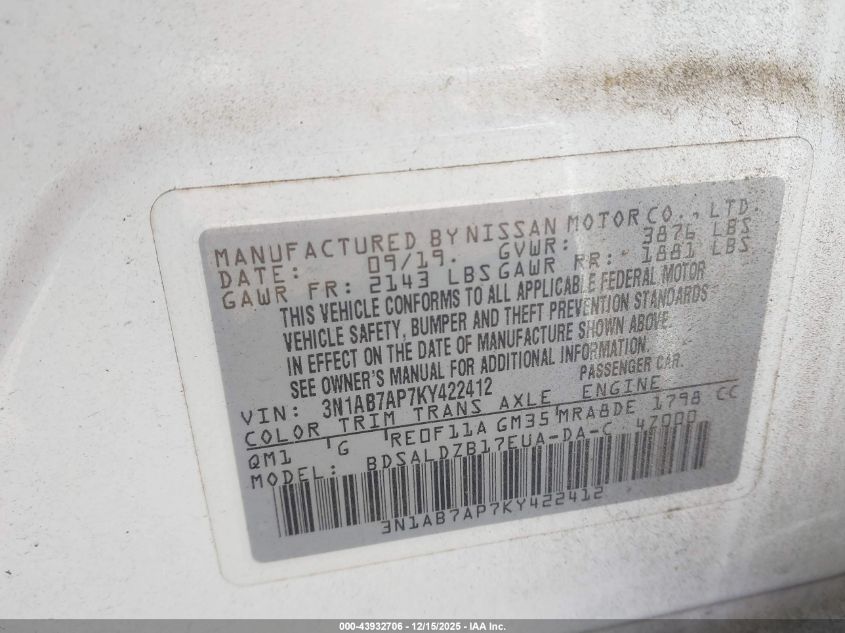 MANUFACTURED BY NISSAN MOTOR CO., LTD.
DATE: 09/19. GVWR: 3876 LBS
GAWR FR: 2143 LBS GAWR RR: 1881 LBS
THIS VEHICLE CONFORMS TO ALL APPLICABLE FEDERAL MOTOR
VEHICLE SAFETY, BUMPER AND THEFT PREVENTION STANDARDS
IN EFFECT ON THE DATE OF MANUFACTURE SHOWN ABOVE.
SEE OWNER'S MANUAL FOR ADDITIONAL INFORMATION.
VIN: 3N1AB7AP7KY422412 PASSENGER CAR.
COLOR TRIM TRANS AXLE ENGINE
QM1 G RE0F11A GM35 MRA8DE 1798 CC
MODEL: BDSALDZB17EUA-DA-C 47000
3N1AB7AP7KY422412
000-43932706 - 12/15/2025 - IAA Inc.